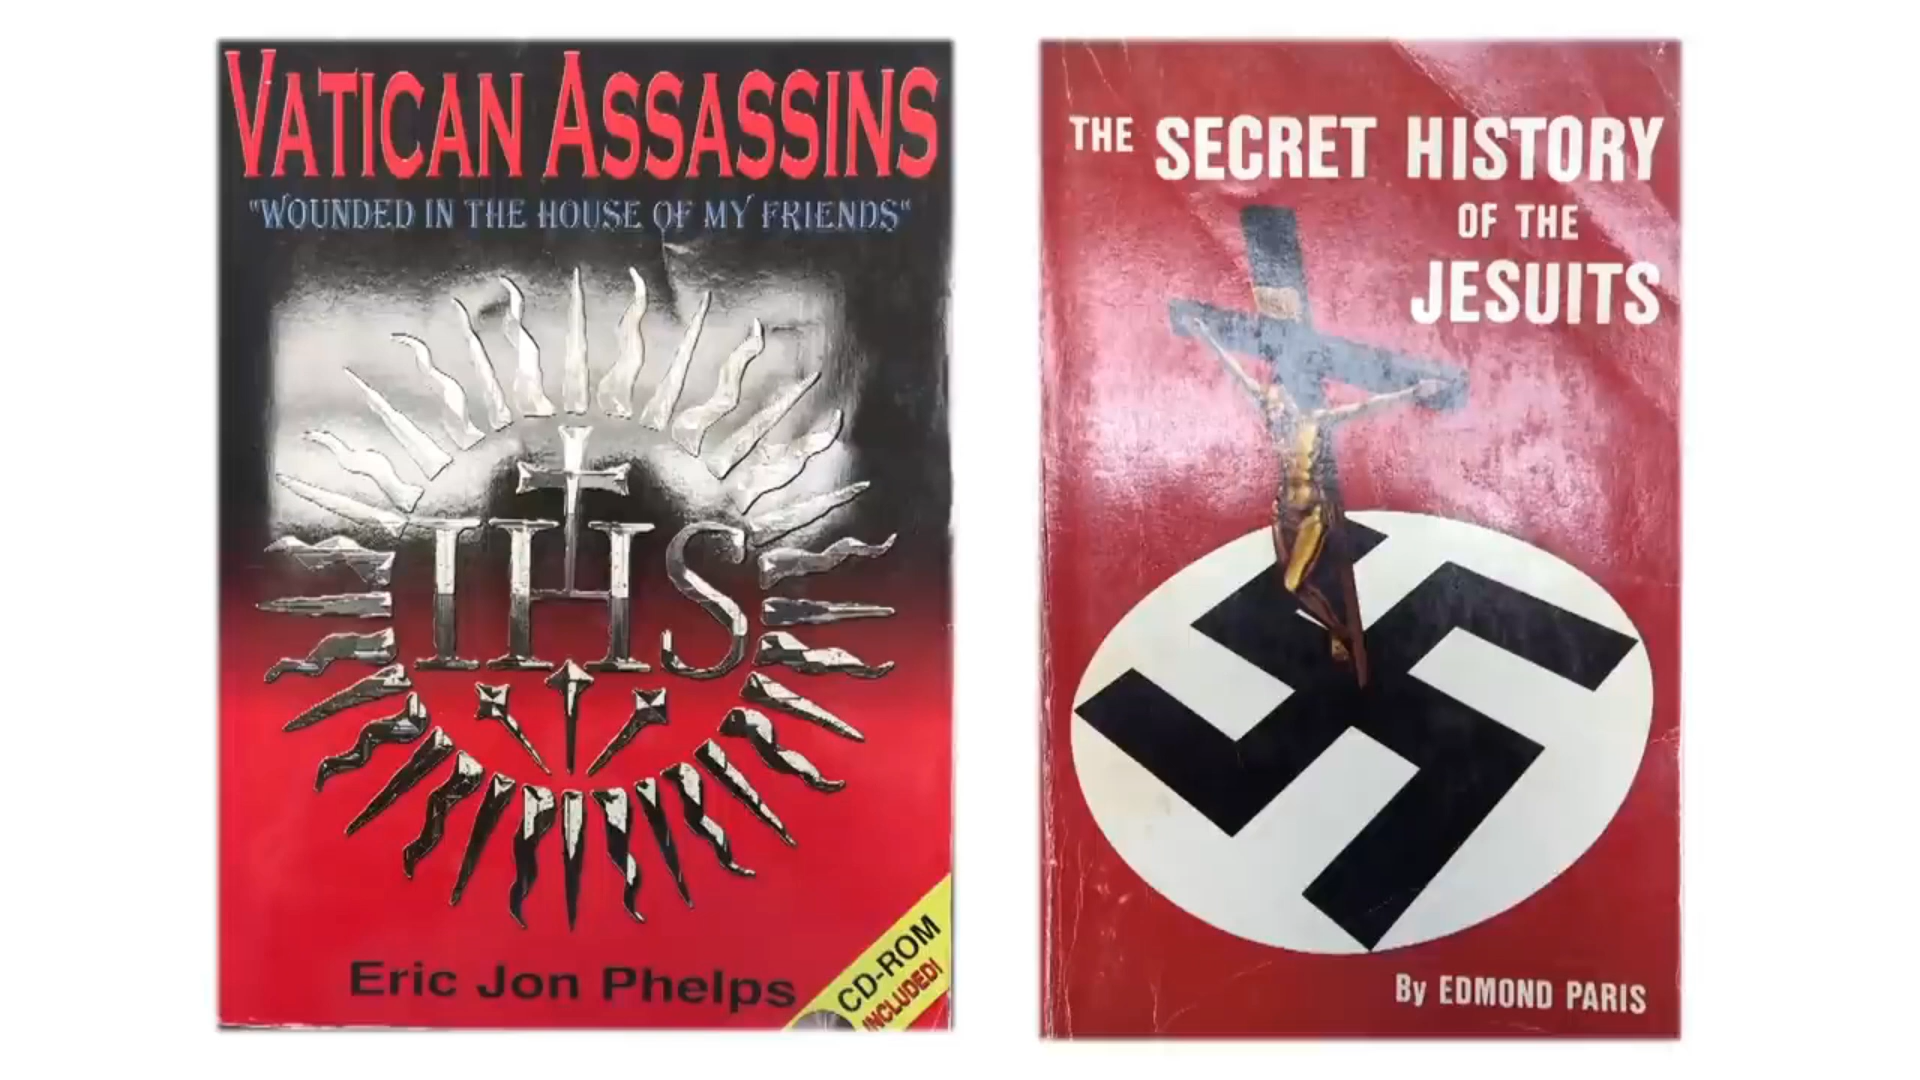 VATICAN ASSASSINS
"WOUNDED IN THE HOUSE OF MY FRIENDS"
IHS
Eric Jon Phelps
CD-ROM
INCLUDED!
THE SECRET HISTORY
OF THE
JESUITS
By EDMOND PARIS